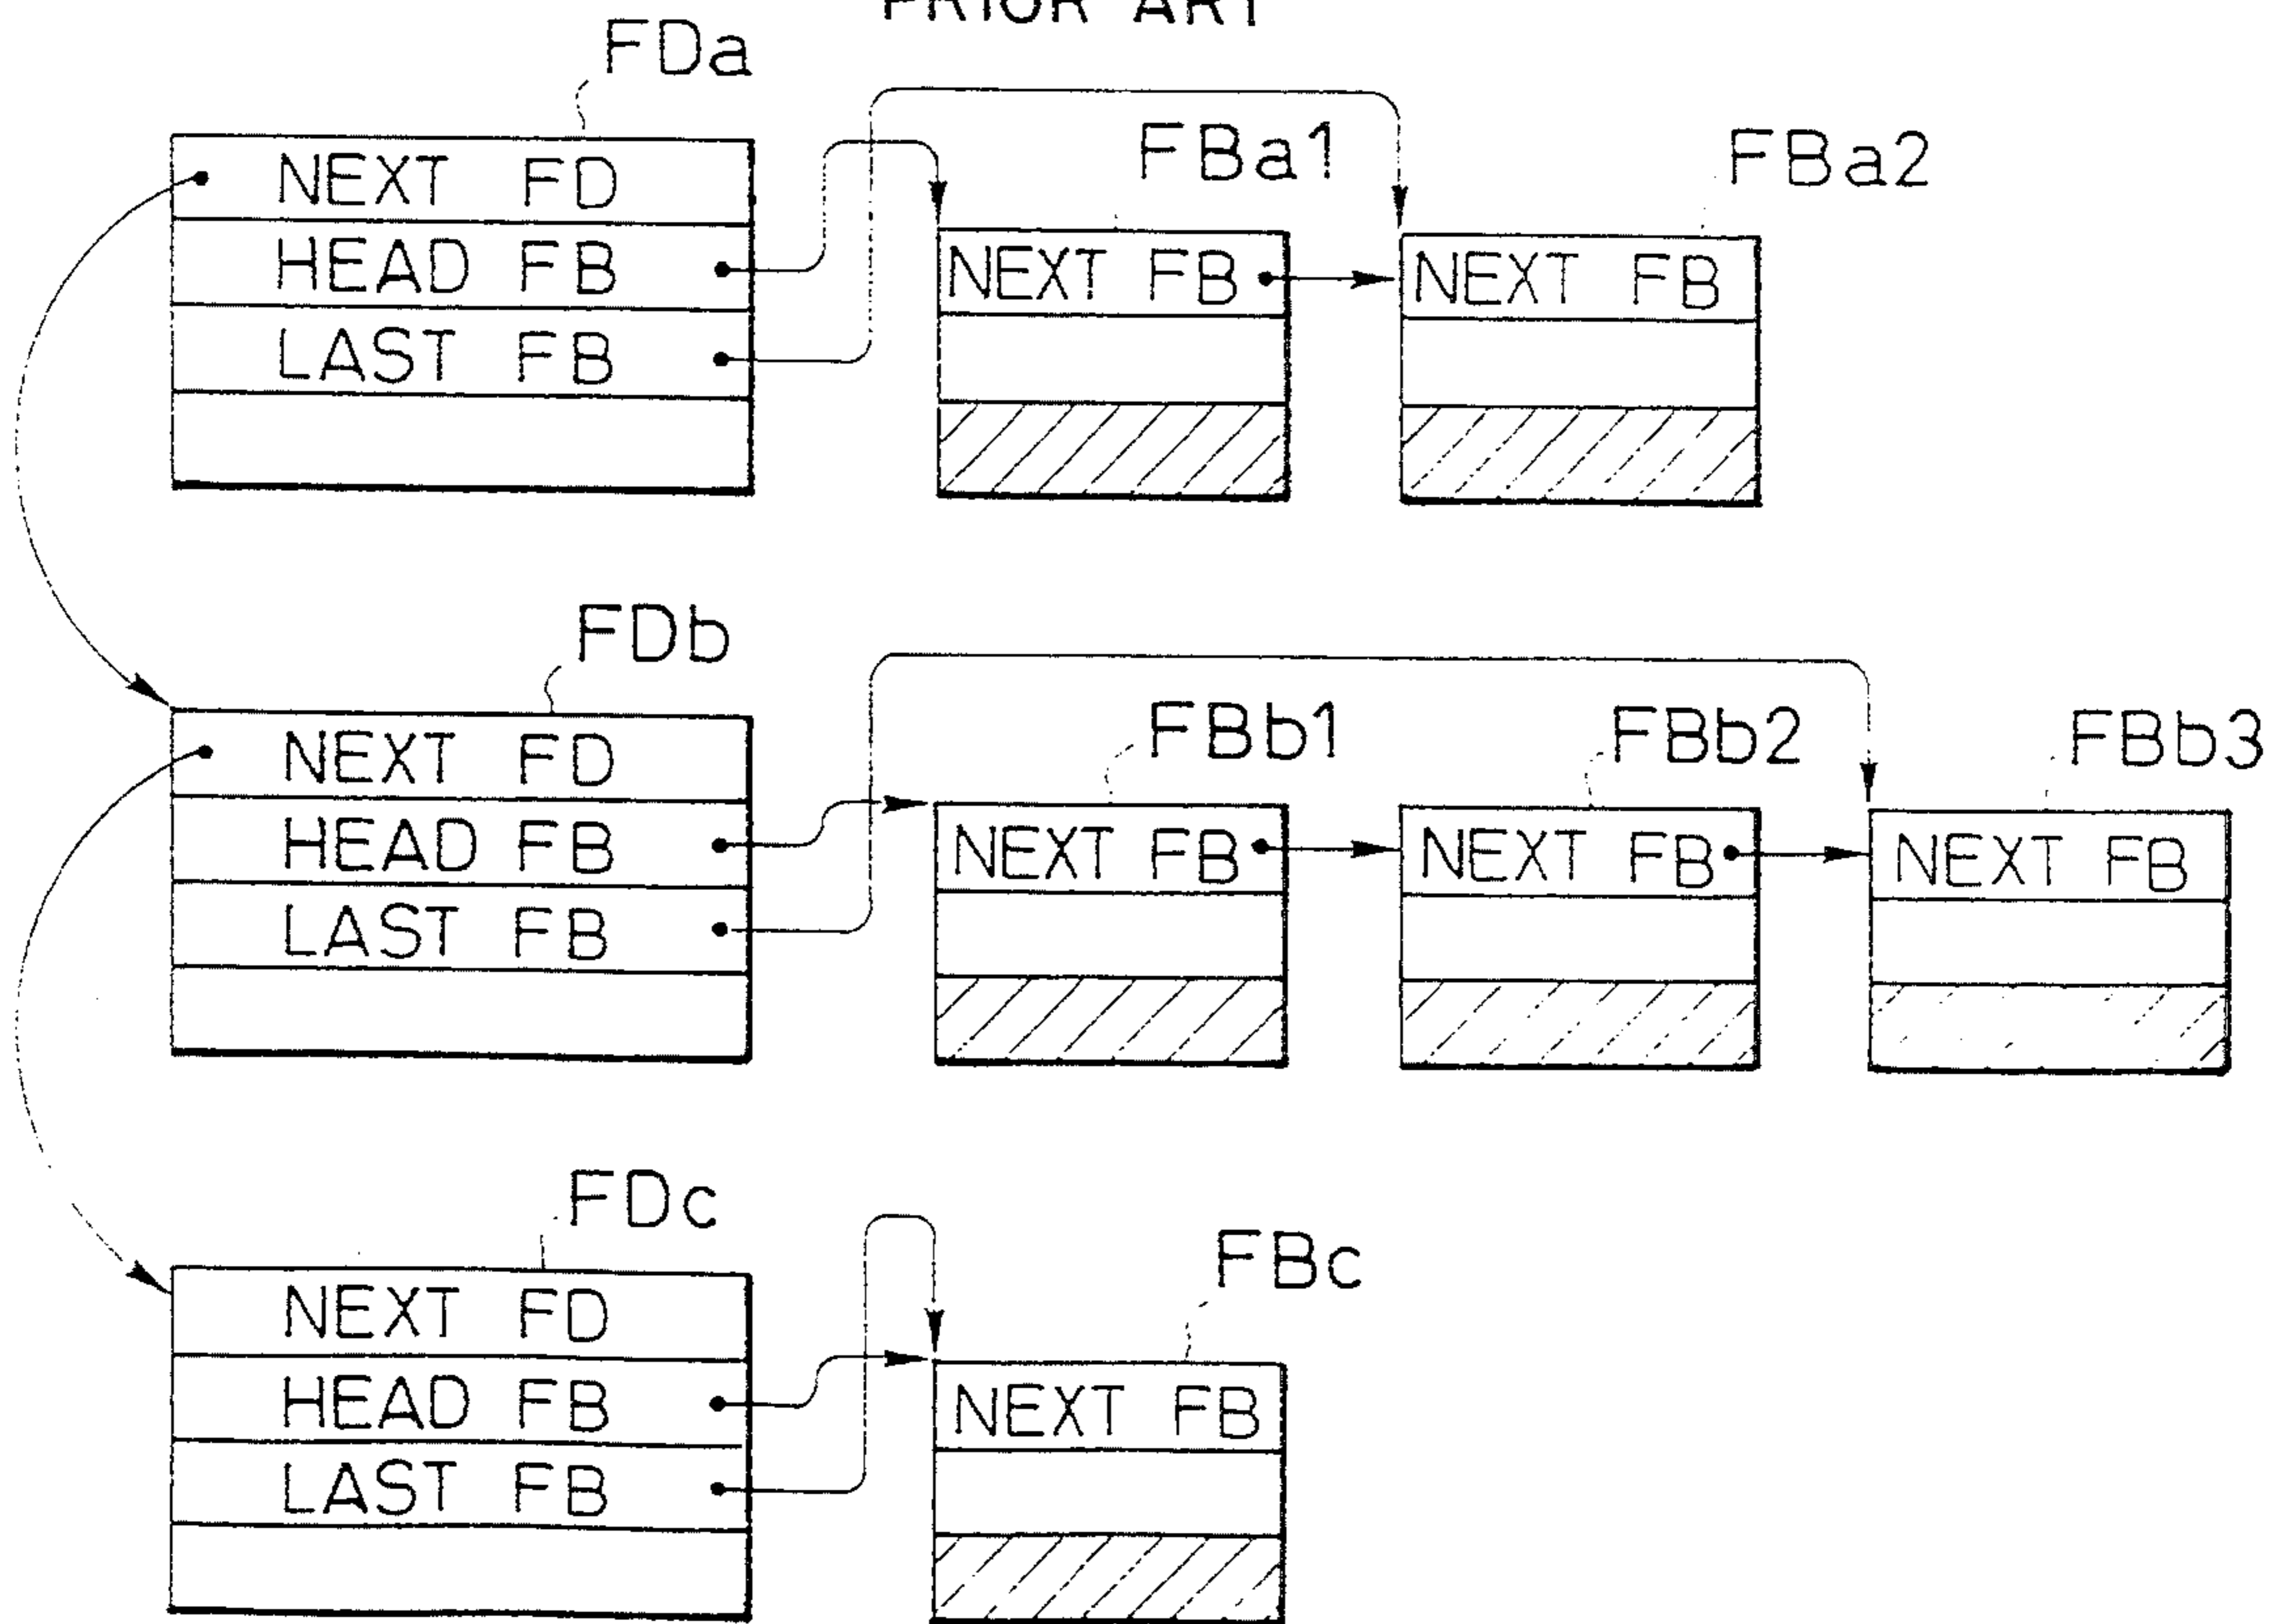 PRIOR ART
FDa
FBa1
FBa2
NEXT FD
HEAD FB
LAST FB
NEXT FB
NEXT FB
FDb
FBb1
FBb2
FBb3
NEXT FD
HEAD FB
LAST FB
NEXT FB
NEXT FB
NEXT FB
FDc
FBc
NEXT FD
HEAD FB
LAST FB
NEXT FB